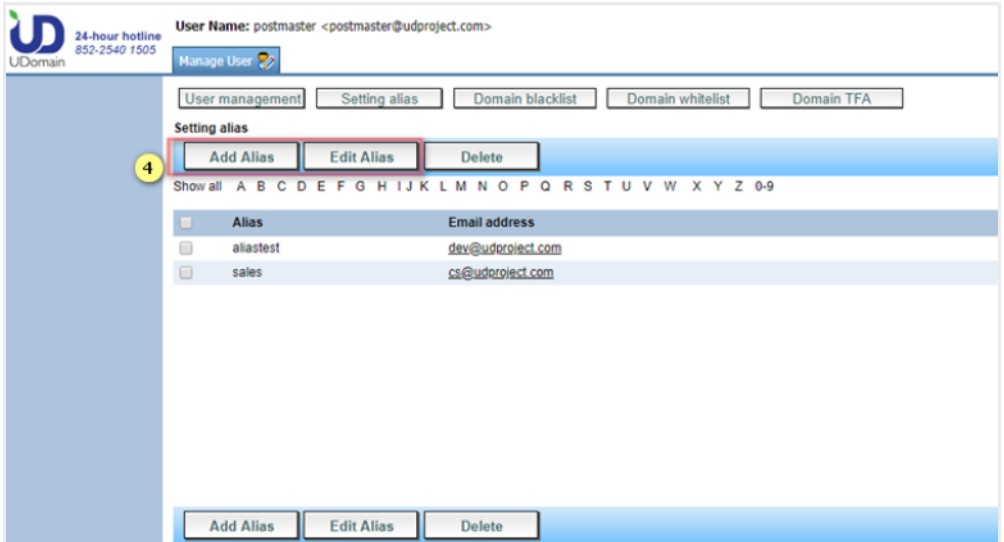 User Name: postmaster <postmaster@udproject.com>
UD
UDomain
24-hour hotline
852-2540 1505
Manage User
User management Setting alias Domain blacklist Domain whitelist Domain TFA
Setting alias
4
Add Alias Edit Alias Delete
Show all A B C D E F G H I J K L M N O P Q R S T U V W X Y Z 0-9
Alias Email address
aliastest dev@udproject.com
sales cs@udproject.com
Add Alias Edit Alias Delete